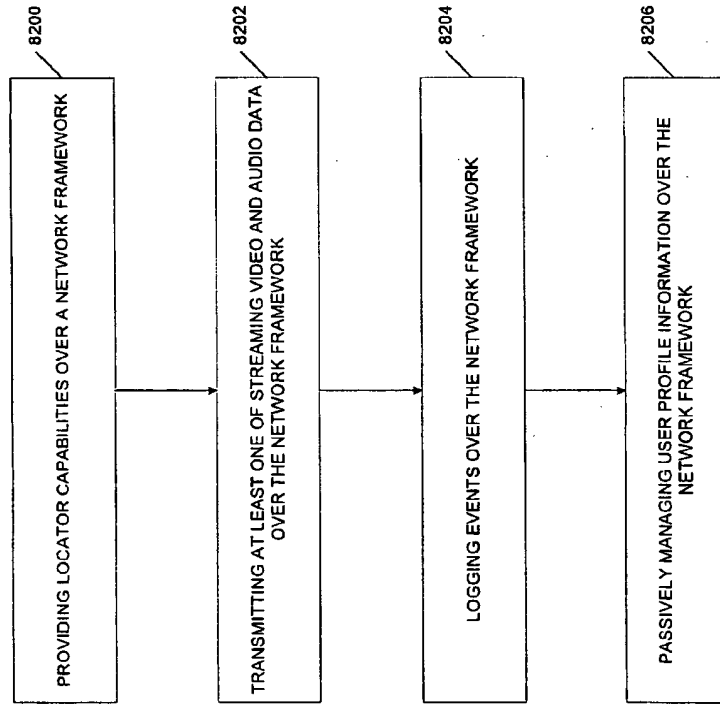 8200
PROVIDING LOCATOR CAPABILITIES OVER A NETWORK FRAMEWORK
8202
TRANSMITTING AT LEAST ONE OF STREAMING VIDEO AND AUDIO DATA
OVER THE NETWORK FRAMEWORK
8204
LOGGING EVENTS OVER THE NETWORK FRAMEWORK
8206
PASSIVELY MANAGING USER PROFILE INFORMATION OVER THE
NETWORK FRAMEWORK